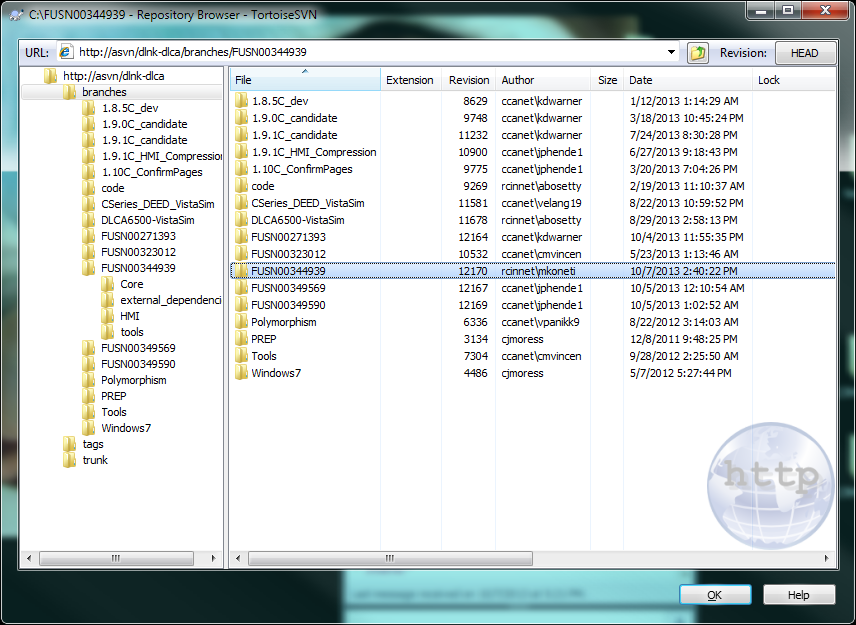 C:\FUSN00344939 - Repository Browser - TortoiseSVN
URL: http://asvn/dlnk-dlca/branches/FUSN00344939 Revision: HEAD
http://asvn/dlnk-dlca
branches
1.8.5C_dev
1.9.0C_candidate
1.9.1C_candidate
1.9.1C_HMI_Compression
1.10C_ConfirmPages
code
CSeries_DEED_VistaSim
DLCA6500-VistaSim
FUSN00271393
FUSN00323012
FUSN00344939
Core
external_dependenci
HMI
tools
FUSN00349569
FUSN00349590
Polymorphism
PREP
Tools
Windows7
tags
trunk
File Extension Revision Author Size Date Lock
1.8.5C_dev 8629 ccanet\kdwarner 1/12/2013 1:14:29 AM
1.9.0C_candidate 9748 ccanet\kdwarner 3/18/2013 10:45:24 PM
1.9.1C_candidate 11232 ccanet\kdwarner 7/24/2013 8:30:28 PM
1.9.1C_HMI_Compression 10900 ccanet\jphende1 6/27/2013 9:18:43 PM
1.10C_ConfirmPages 9775 ccanet\jphende1 3/20/2013 7:04:26 PM
code 9269 rcinnet\abosetty 2/19/2013 11:10:37 AM
CSeries_DEED_VistaSim 11581 ccanet\velang19 8/22/2013 10:59:52 PM
DLCA6500-VistaSim 11678 rcinnet\abosetty 8/29/2013 2:58:13 PM
FUSN00271393 12164 ccanet\kdwarner 10/4/2013 11:55:35 PM
FUSN00323012 10532 ccanet\cmvincen 5/23/2013 1:13:46 AM
FUSN00344939 12170 rcinnet\mkoneti 10/7/2013 2:40:22 PM
FUSN00349569 12167 ccanet\jphende1 10/5/2013 12:10:54 AM
FUSN00349590 12169 ccanet\jphende1 10/5/2013 1:02:52 AM
Polymorphism 6336 ccanet\vpanikk9 8/22/2012 3:14:03 AM
PREP 3134 cjmoress 12/8/2011 9:48:25 PM
Tools 7304 ccanet\cmvincen 9/28/2012 2:25:50 AM
Windows7 4486 cjmoress 5/7/2012 5:27:44 PM
http
OK Help